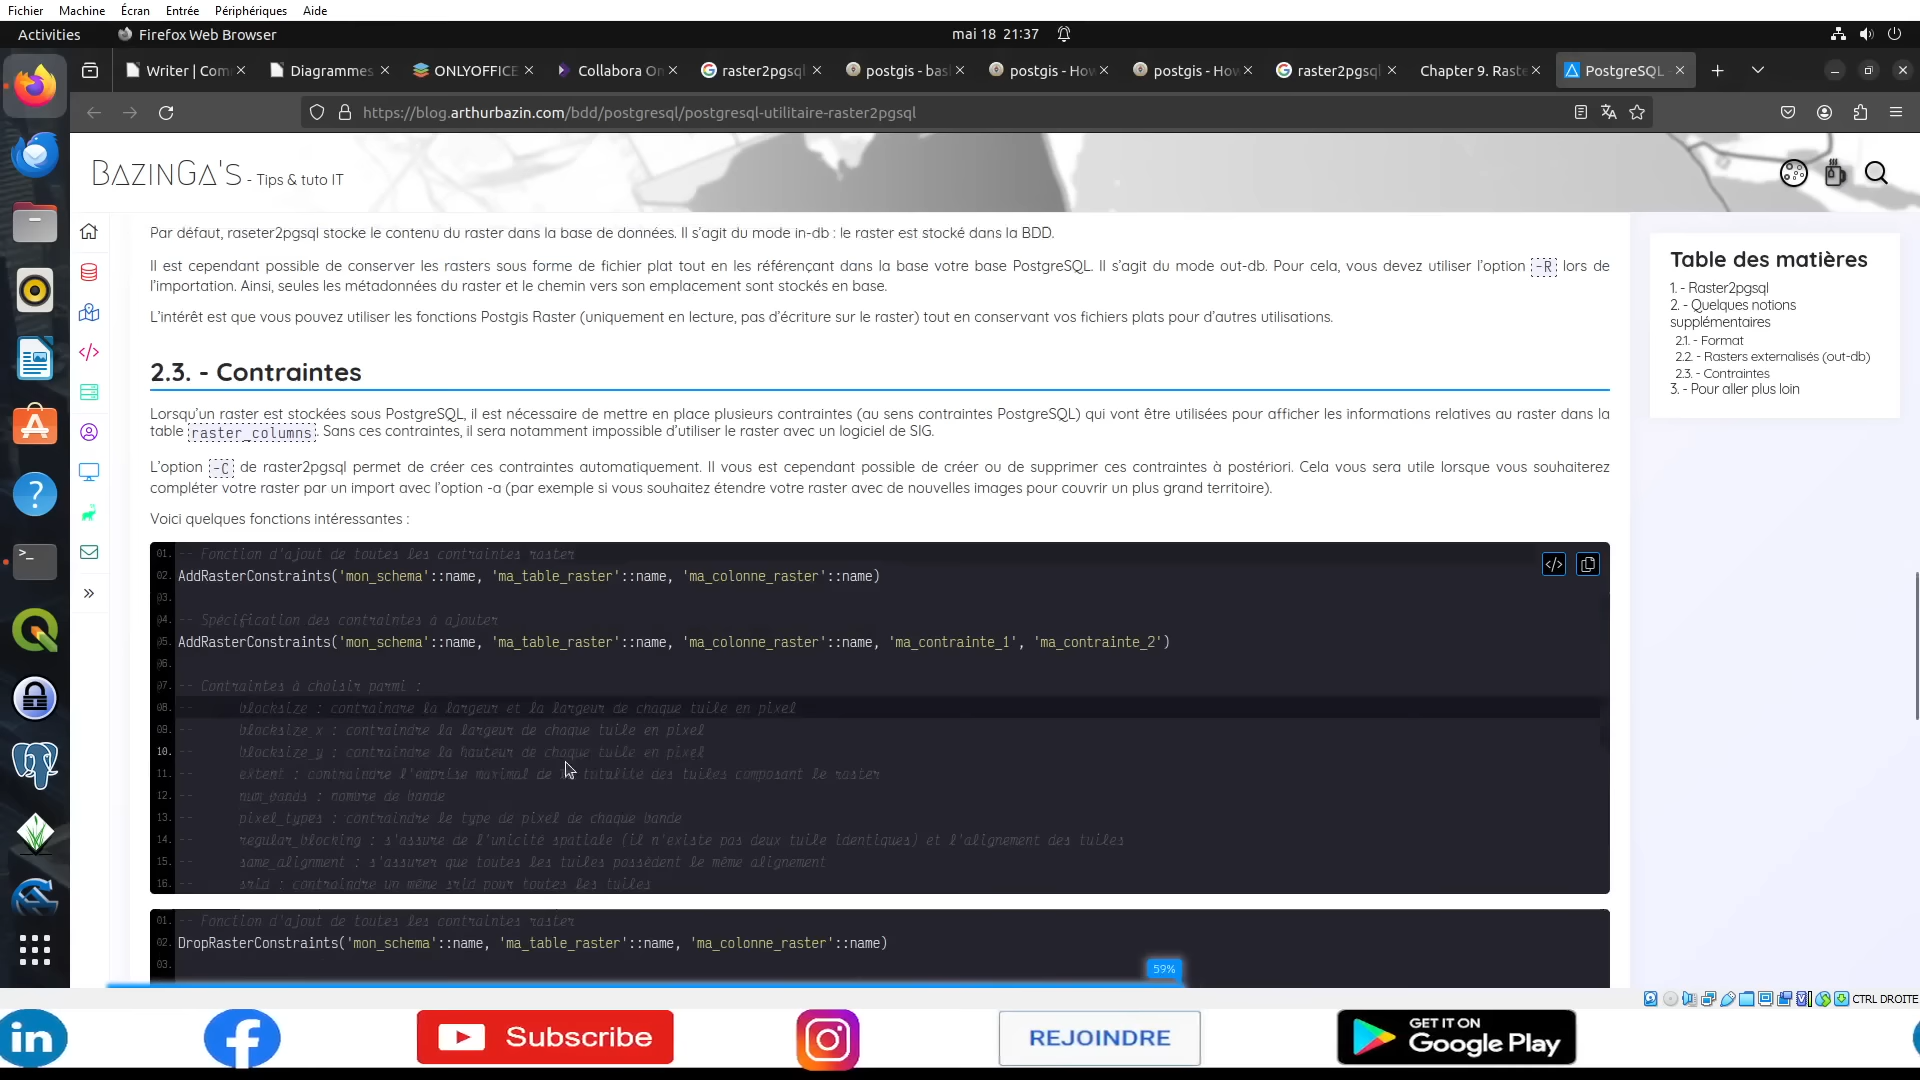 Fichier Machine Écran Entrée Périphériques Aide
Activities Firefox Web Browser mai 18 21:37
Writer | Com Diagrammes ONLYOFFICE Collabora On raster2pgsql postgis - bas postgis - How postgis - How raster2pgsql Chapter 9. Raste PostgreSQL
https://blog.arthurbazin.com/bdd/postgresql/postgresql-utilitaire-raster2pgsql
BAZINGA'S - Tips & tuto IT
Par défaut, raseter2pgsql stocke le contenu du raster dans la base de données. Il s'agit du mode in-db : le raster est stocké dans la BDD.
Il est cependant possible de conserver les rasters sous forme de fichier plat tout en les référençant dans la base votre base PostgreSQL. Il s'agit du mode out-db. Pour cela, vous devez utiliser l'option -R lors de
l'importation. Ainsi, seules les métadonnées du raster et le chemin vers son emplacement sont stockés en base.
L'intérêt est que vous pouvez utiliser les fonctions Postgis Raster (uniquement en lecture, pas d'écriture sur le raster) tout en conservant vos fichiers plats pour d'autres utilisations.
2.3. - Contraintes
Lorsqu'un raster est stockées sous PostgreSQL, il est nécessaire de mettre en place plusieurs contraintes (au sens contraintes PostgreSQL) qui vont être utilisées pour afficher les informations relatives au raster dans la
table raster_columns. Sans ces contraintes, il sera notamment impossible d'utiliser le raster avec un logiciel de SIG.
L'option -C de raster2pgsql permet de créer ces contraintes automatiquement. Il vous est cependant possible de créer ou de supprimer ces contraintes à postériori. Cela vous sera utile lorsque vous souhaiterez
compléter votre raster par un import avec l'option -a (par exemple si vous souhaitez étendre votre raster avec de nouvelles images pour couvrir un plus grand territoire).
Voici quelques fonctions intéressantes :
01. -- Fonction d'ajout de toutes les contraintes raster
02. AddRasterConstraints('mon_schema'::name, 'ma_table_raster'::name, 'ma_colonne_raster'::name)
03.
04. -- Spécification des contraintes à ajouter
05. AddRasterConstraints('mon_schema'::name, 'ma_table_raster'::name, 'ma_colonne_raster'::name, 'ma_contrainte_1', 'ma_contrainte_2')
06.
07. -- Contraintes à choisir parmi :
08. -- blocksize : contraindre la largeur et la largeur de chaque tuile en pixel
09. -- blocksize_x : contraindre la largeur de chaque tuile en pixel
10. -- blocksize_y : contraindre la hauteur de chaque tuile en pixel
11. -- extent : contraindre l'emprise maximal de la totalité des tuiles composant le raster
12. -- num_bands : nombre de bande
13. -- pixel_types : contraindre le type de pixel de chaque bande
14. -- regular_blocking : s'assure de l'unicité spatiale (il n'existe pas deux tuile identiques) et l'alignement des tuiles
15. -- same_alignment : s'assurer que toutes les tuiles possèdent le même alignement
16. -- srid : contraindre un même srid pour toutes les tuiles
01. -- Fonction d'ajout de toutes les contraintes raster
02. DropRasterConstraints('mon_schema'::name, 'ma_table_raster'::name, 'ma_colonne_raster'::name)
03.
59%
Table des matières
1. - Raster2pgsql
2. - Quelques notions
supplémentaires
2.1. - Format
2.2. - Rasters externalisés (out-db)
2.3. - Contraintes
3. - Pour aller plus loin
CTRL DROITE
in Subscribe REJOINDRE GET IT ON
Google Play